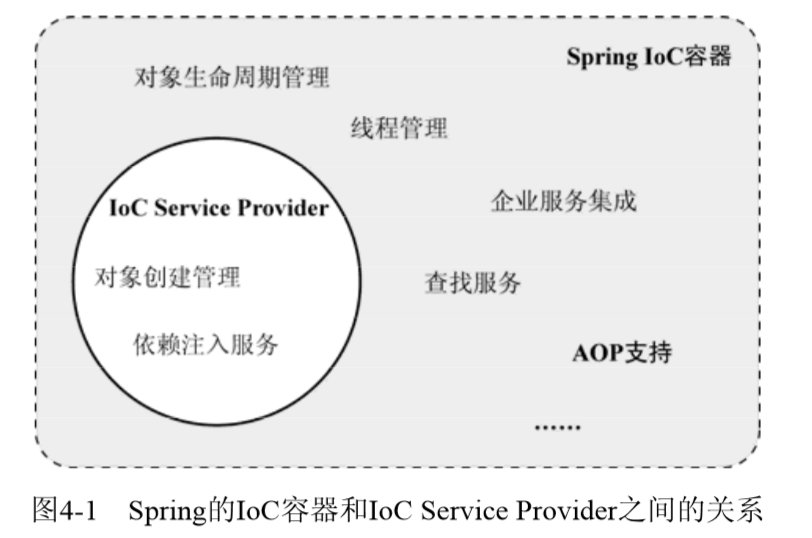 Spring IoC容器
对象生命周期管理
线程管理
IoC Service Provider
企业服务集成
对象创建管理
查找服务
依赖注入服务
AOP支持
……
图4-1 Spring的IoC容器和IoC Service Provider之间的关系